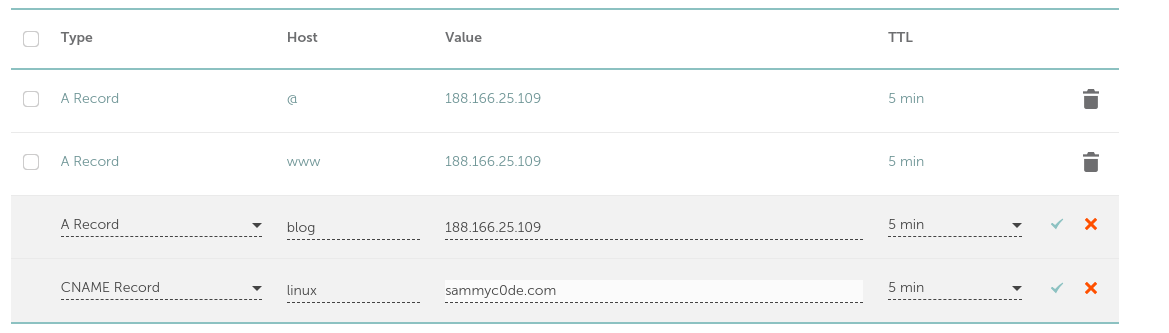 Type Host Value TTL
A Record @ 188.166.25.109 5 min
A Record www 188.166.25.109 5 min
A Record blog 188.166.25.109 5 min
CNAME Record linux sammyc0de.com 5 min